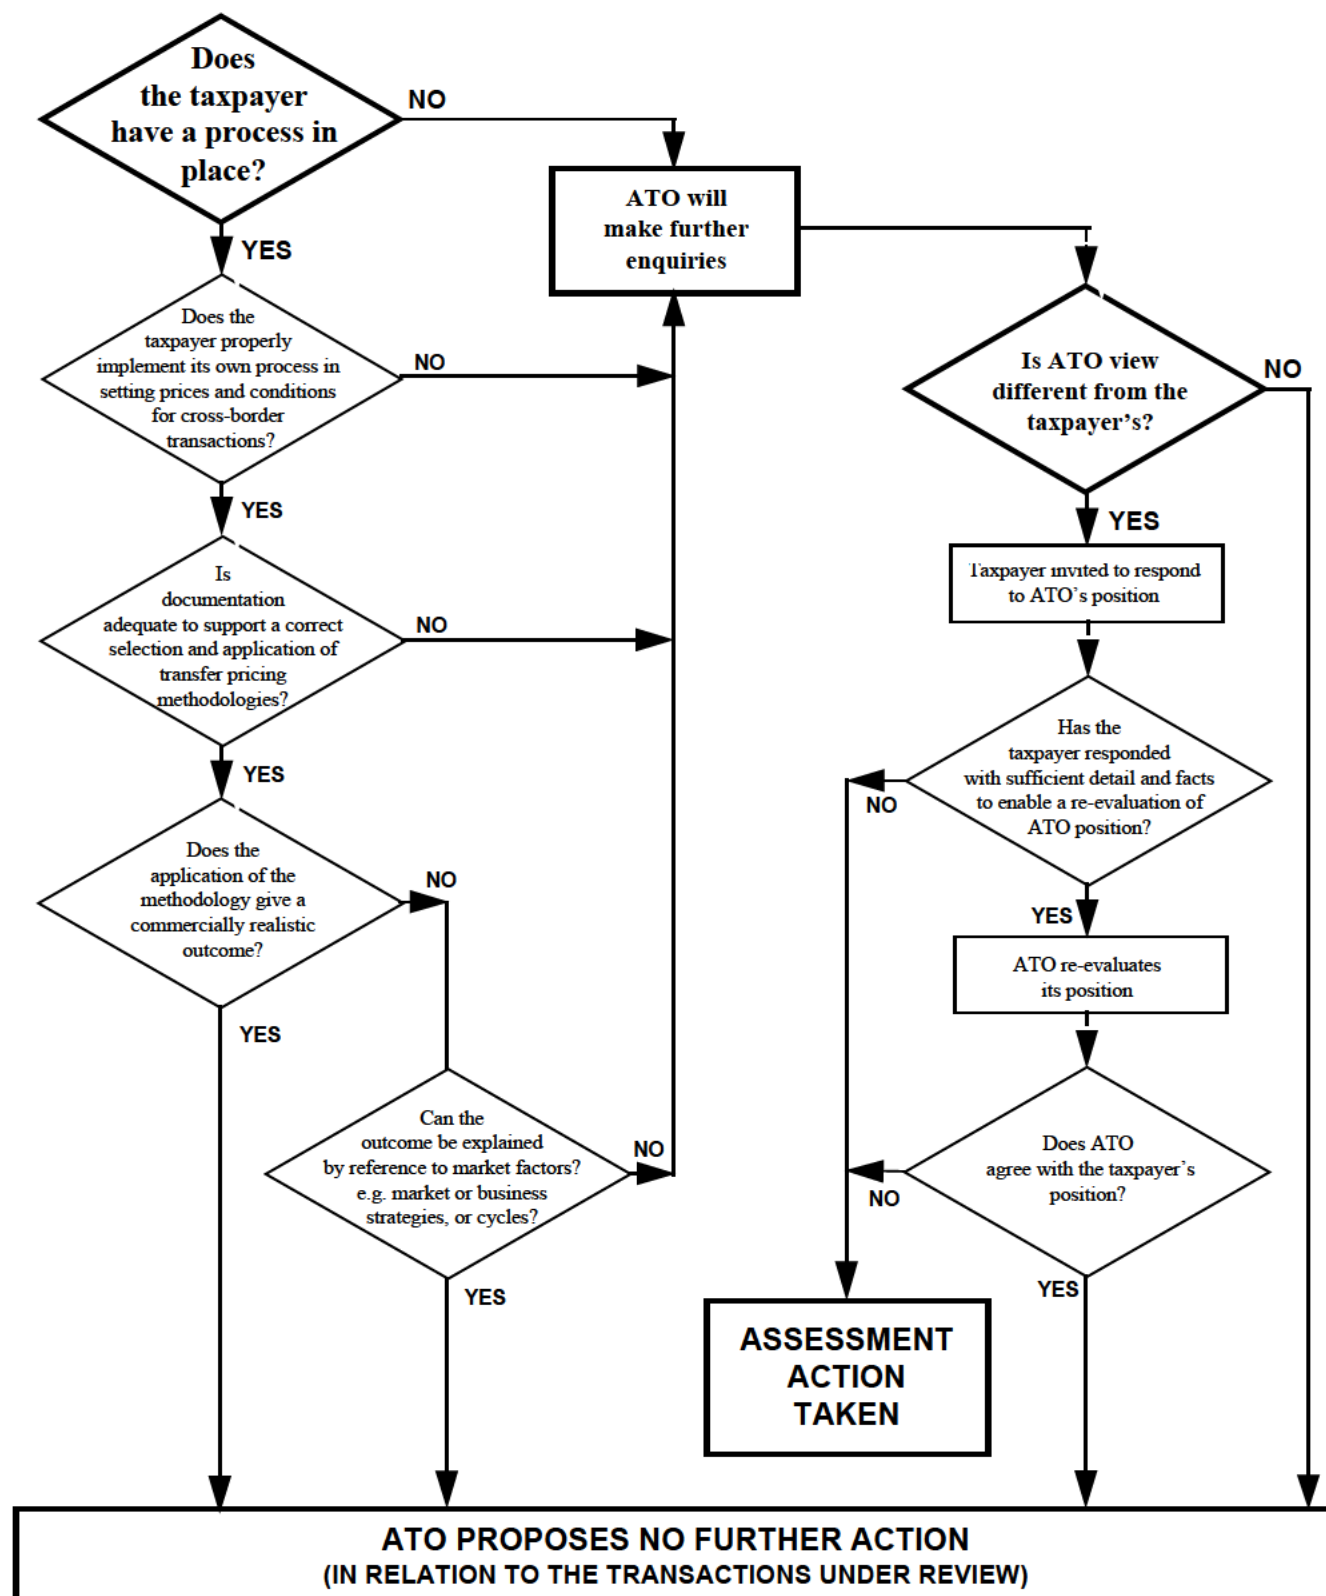 Does
the taxpayer
have a process in
place?
NO
YES
ATO will
make further
enquiries
Does the
taxpayer properly
implement its own process in
setting prices and conditions
for cross-border
transactions?
NO
YES
Is
documentation
adequate to support a correct
selection and application of
transfer pricing
methodologies?
NO
YES
Does the
application of the
methodology give a
commercially realistic
outcome?
NO
YES
Can the
outcome be explained
by reference to market factors?
e.g. market or business
strategies, or cycles?
NO
YES
Is ATO view
different from the
taxpayer's?
NO
YES
Taxpayer invited to respond
to ATO's position
Has the
taxpayer responded
with sufficient detail and facts
to enable a re-evaluation of
ATO position?
NO
YES
ATO re-evaluates
its position
Does ATO
agree with the taxpayer's
position?
NO
YES
ASSESSMENT
ACTION
TAKEN
ATO PROPOSES NO FURTHER ACTION
(IN RELATION TO THE TRANSACTIONS UNDER REVIEW)